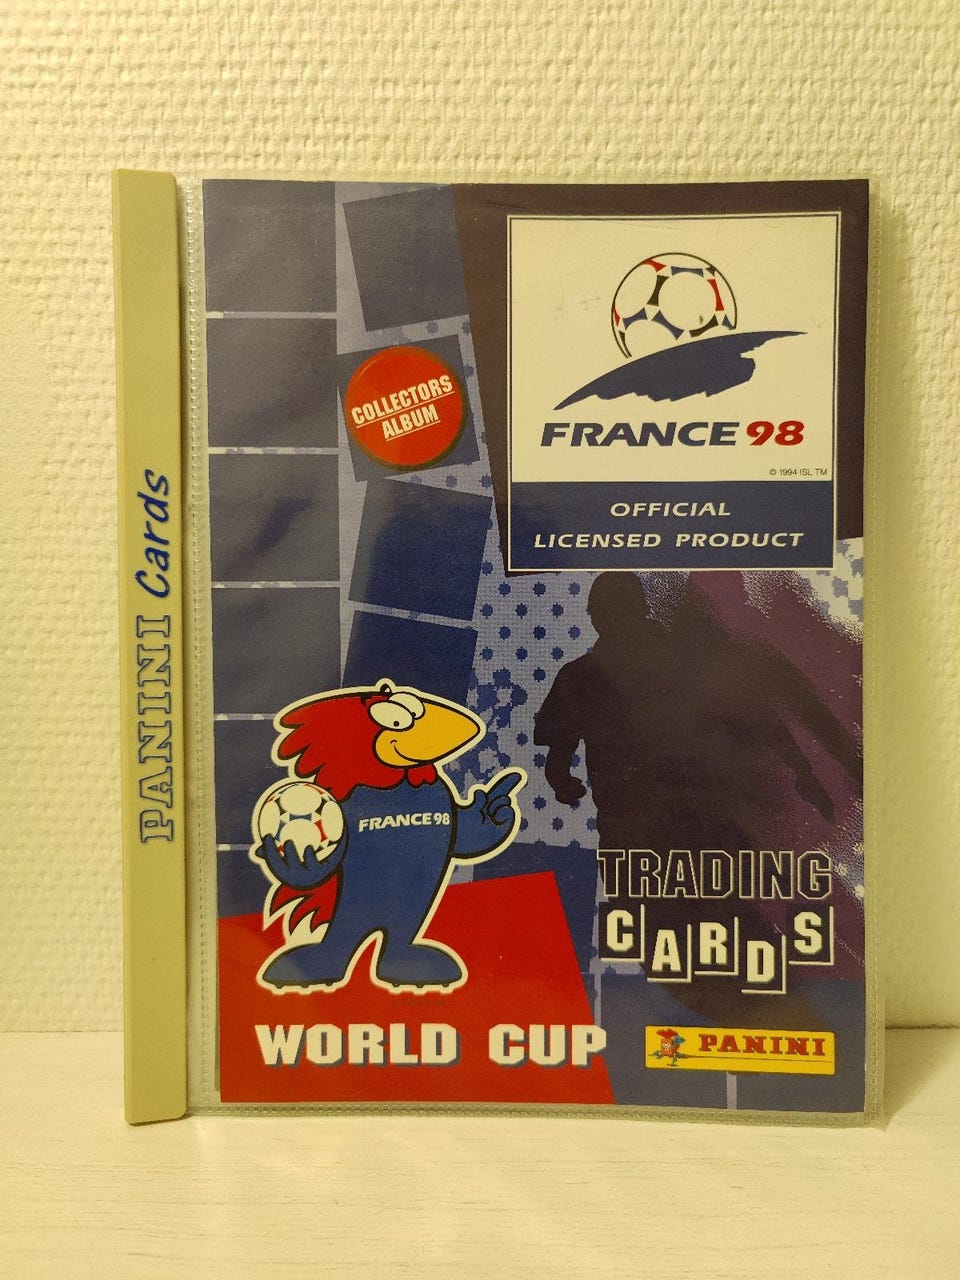 PANINI Cards
COLLECTORS
ALBUM
FRANCE 98
© 1994 ISL TM
OFFICIAL
LICENSED PRODUCT
FRANCE 98
TRADING
CARDS
WORLD CUP
PANINI